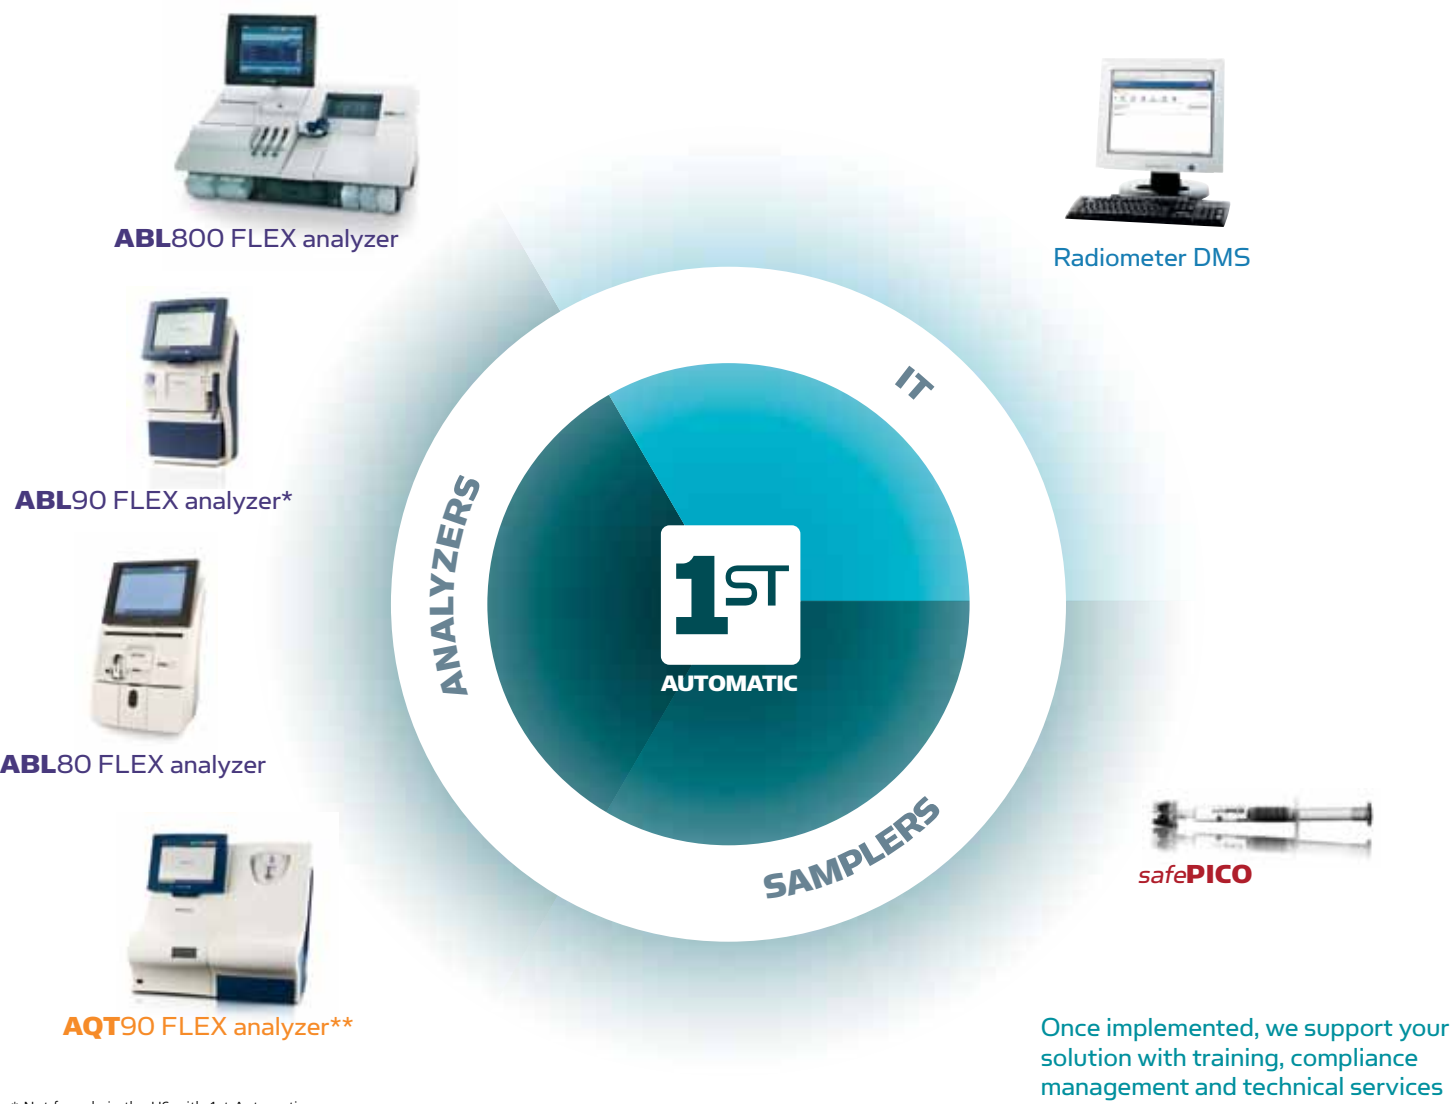 ABL800 FLEX analyzer
Radiometer DMS
IT
ABL90 FLEX analyzer*
ANALYZERS
1ST
AUTOMATIC
ABL80 FLEX analyzer
SAMPLERS
safePICO
AQT90 FLEX analyzer**
Once implemented, we support your
solution with training, compliance
management and technical services